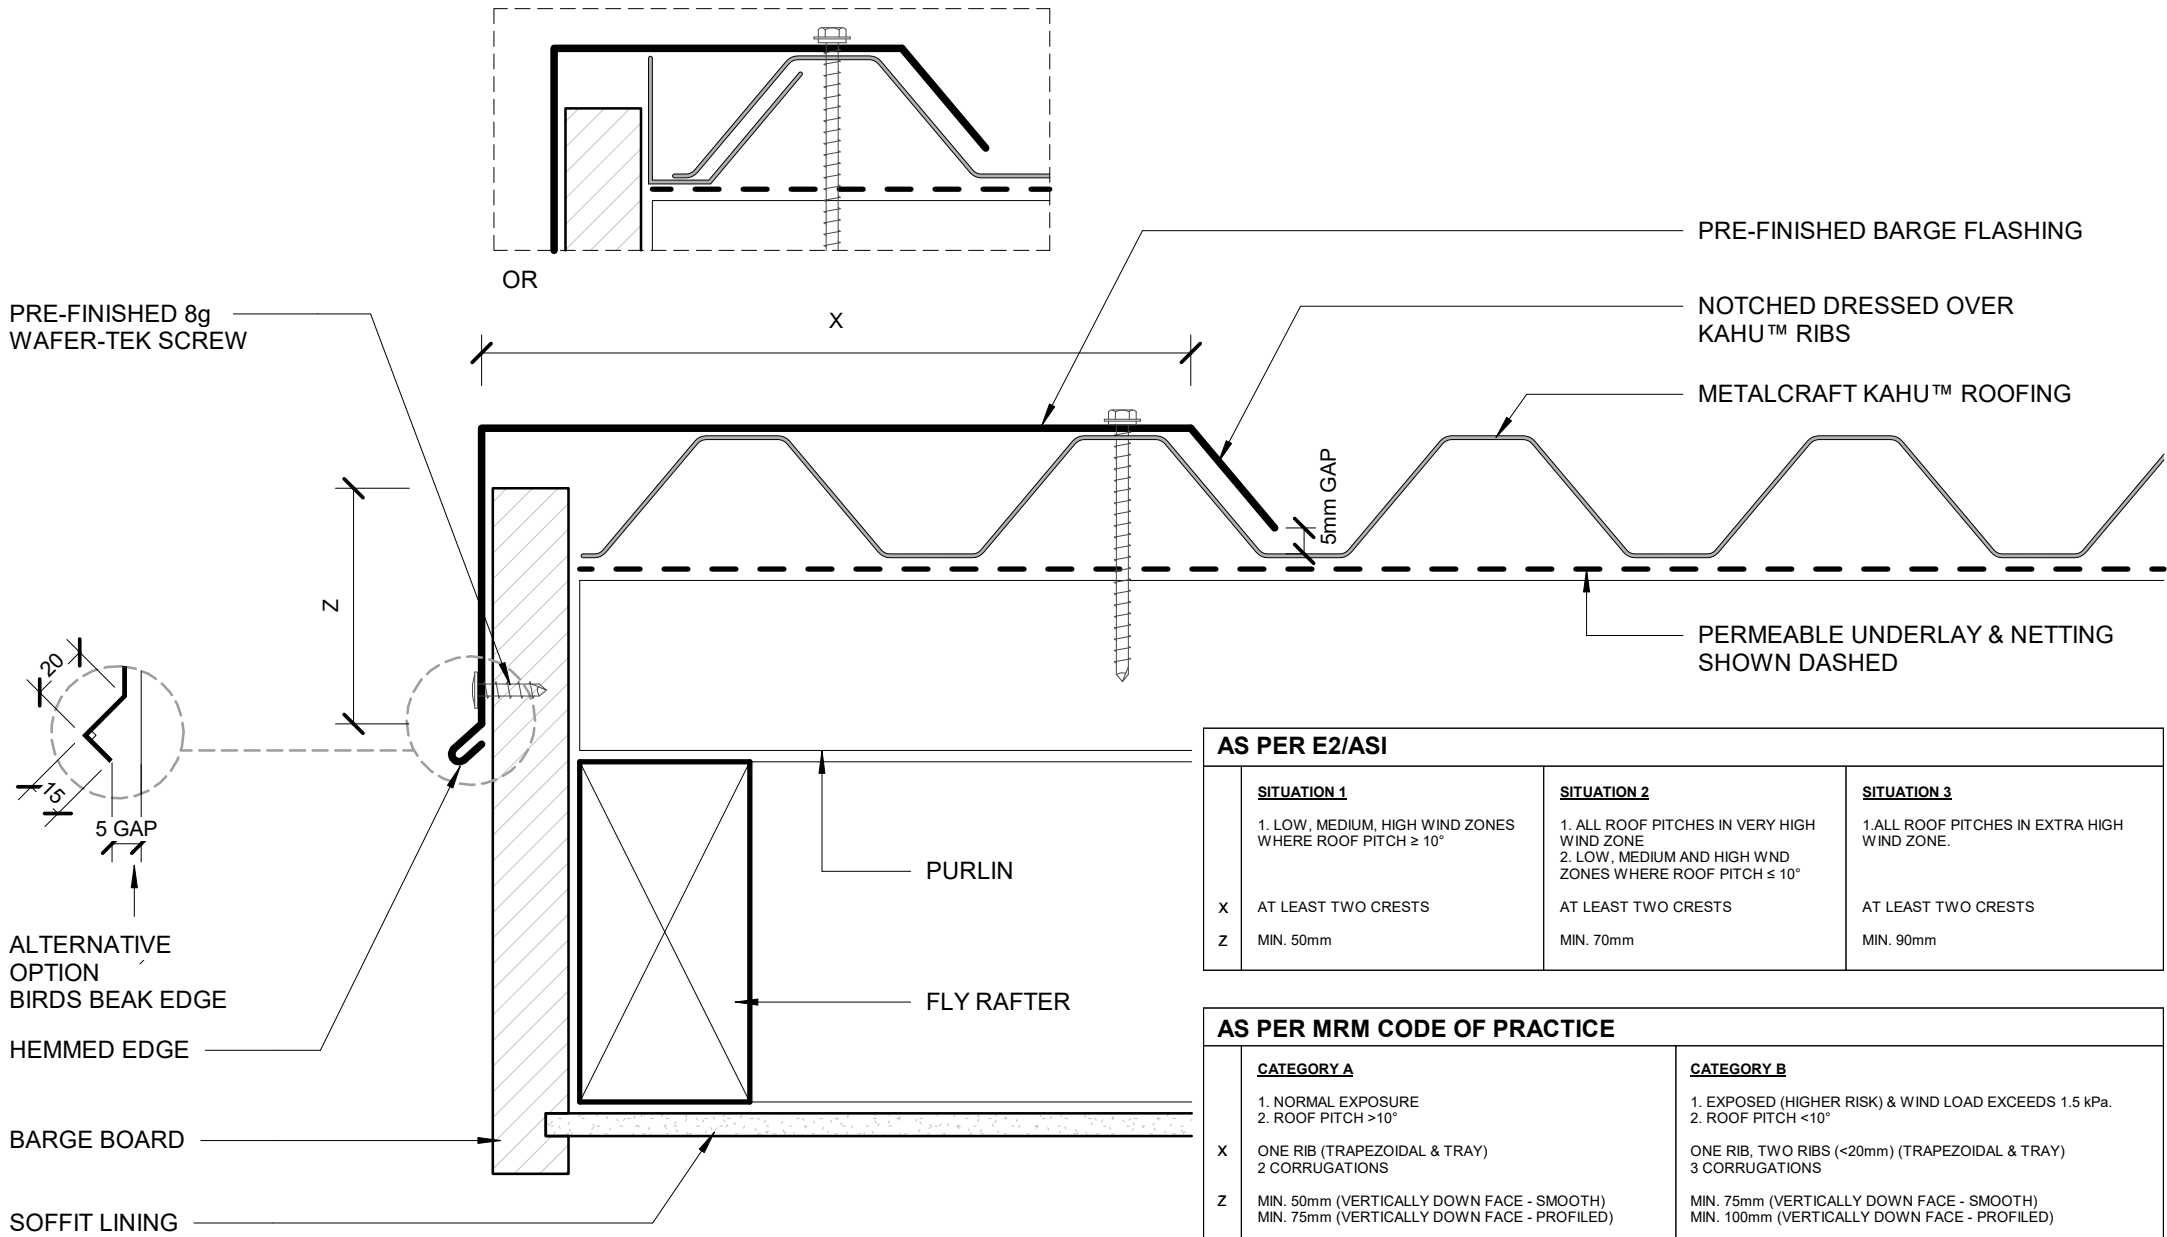 OR
PRE-FINISHED BARGE FLASHING
PRE-FINISHED 8g
WAFER-TEK SCREW
X
NOTCHED DRESSED OVER
KAHU™ RIBS
METALCRAFT KAHU™ ROOFING
5mm GAP
Z
PERMEABLE UNDERLAY & NETTING
SHOWN DASHED
20
15
5 GAP
ALTERNATIVE
OPTION
BIRDS BEAK EDGE
PURLIN
FLY RAFTER
HEMMED EDGE
BARGE BOARD
SOFFIT LINING
AS PER E2/ASI
SITUATION 1
1. LOW, MEDIUM, HIGH WIND ZONES
WHERE ROOF PITCH ≥ 10°
SITUATION 2
1. ALL ROOF PITCHES IN VERY HIGH
WIND ZONE
2. LOW, MEDIUM AND HIGH WND
ZONES WHERE ROOF PITCH ≤ 10°
SITUATION 3
1.ALL ROOF PITCHES IN EXTRA HIGH
WIND ZONE.
X AT LEAST TWO CRESTS AT LEAST TWO CRESTS AT LEAST TWO CRESTS
Z MIN. 50mm MIN. 70mm MIN. 90mm
AS PER MRM CODE OF PRACTICE
CATEGORY A
1. NORMAL EXPOSURE
2. ROOF PITCH >10°
CATEGORY B
1. EXPOSED (HIGHER RISK) & WIND LOAD EXCEEDS 1.5 kPa.
2. ROOF PITCH <10°
X ONE RIB (TRAPEZOIDAL & TRAY) ONE RIB, TWO RIBS (<20mm) (TRAPEZOIDAL & TRAY)
2 CORRUGATIONS 3 CORRUGATIONS
Z MIN. 50mm (VERTICALLY DOWN FACE - SMOOTH) MIN. 75mm (VERTICALLY DOWN FACE - SMOOTH)
MIN. 75mm (VERTICALLY DOWN FACE - PROFILED) MIN. 100mm (VERTICALLY DOWN FACE - PROFILED)